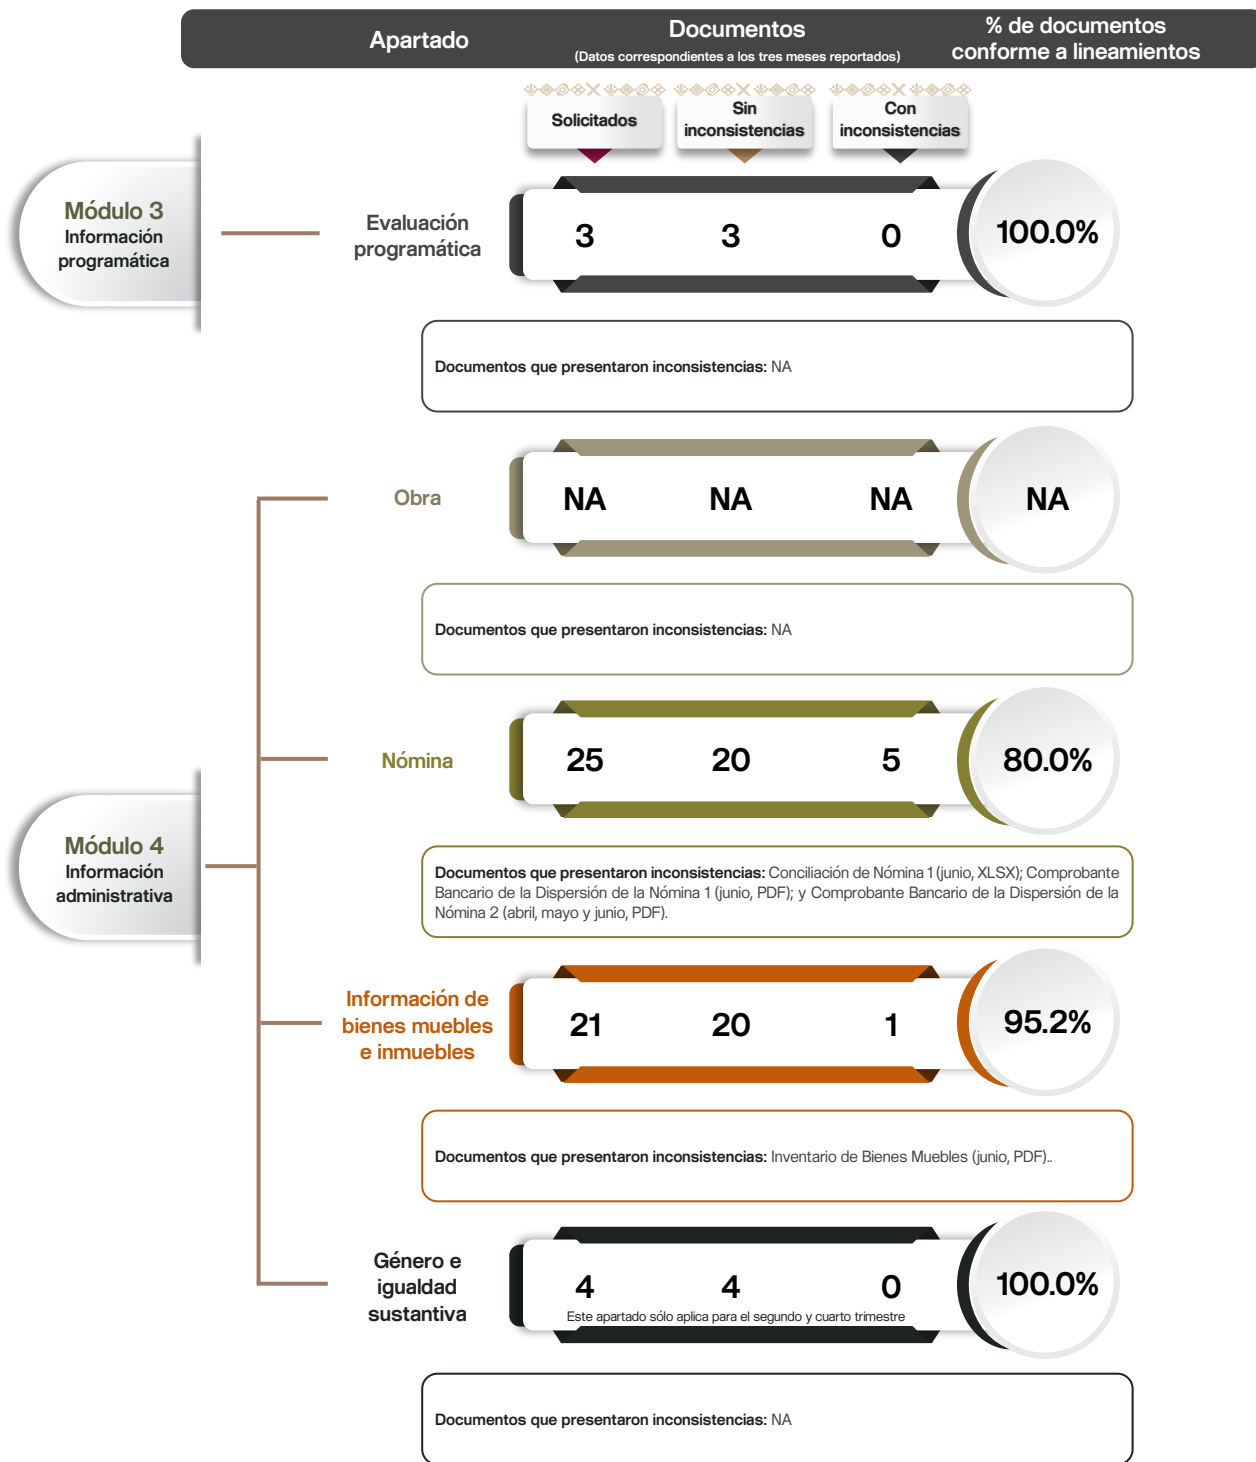 Apartado
Documentos
(Datos correspondientes a los tres meses reportados)
% de documentos
conforme a lineamientos
Solicitados
Sin
inconsistencias
Con
inconsistencias
Módulo 3
Información
programática
Evaluación
programática
3 3 0 100.0%
Documentos que presentaron inconsistencias: NA
Obra
NA NA NA NA
Documentos que presentaron inconsistencias: NA
Módulo 4
Información
administrativa
Nómina
25 20 5 80.0%
Documentos que presentaron inconsistencias: Conciliación de Nómina 1 (junio, XLSX); Comprobante
Bancario de la Dispersión de la Nómina 1 (junio, PDF); y Comprobante Bancario de la Dispersión de la
Nómina 2 (abril, mayo y junio, PDF).
Información de
bienes muebles
e inmuebles
21 20 1 95.2%
Documentos que presentaron inconsistencias: Inventario de Bienes Muebles (junio, PDF)..
Género e
igualdad
sustantiva
4 4 0 100.0%
Este apartado sólo aplica para el segundo y cuarto trimestre
Documentos que presentaron inconsistencias: NA